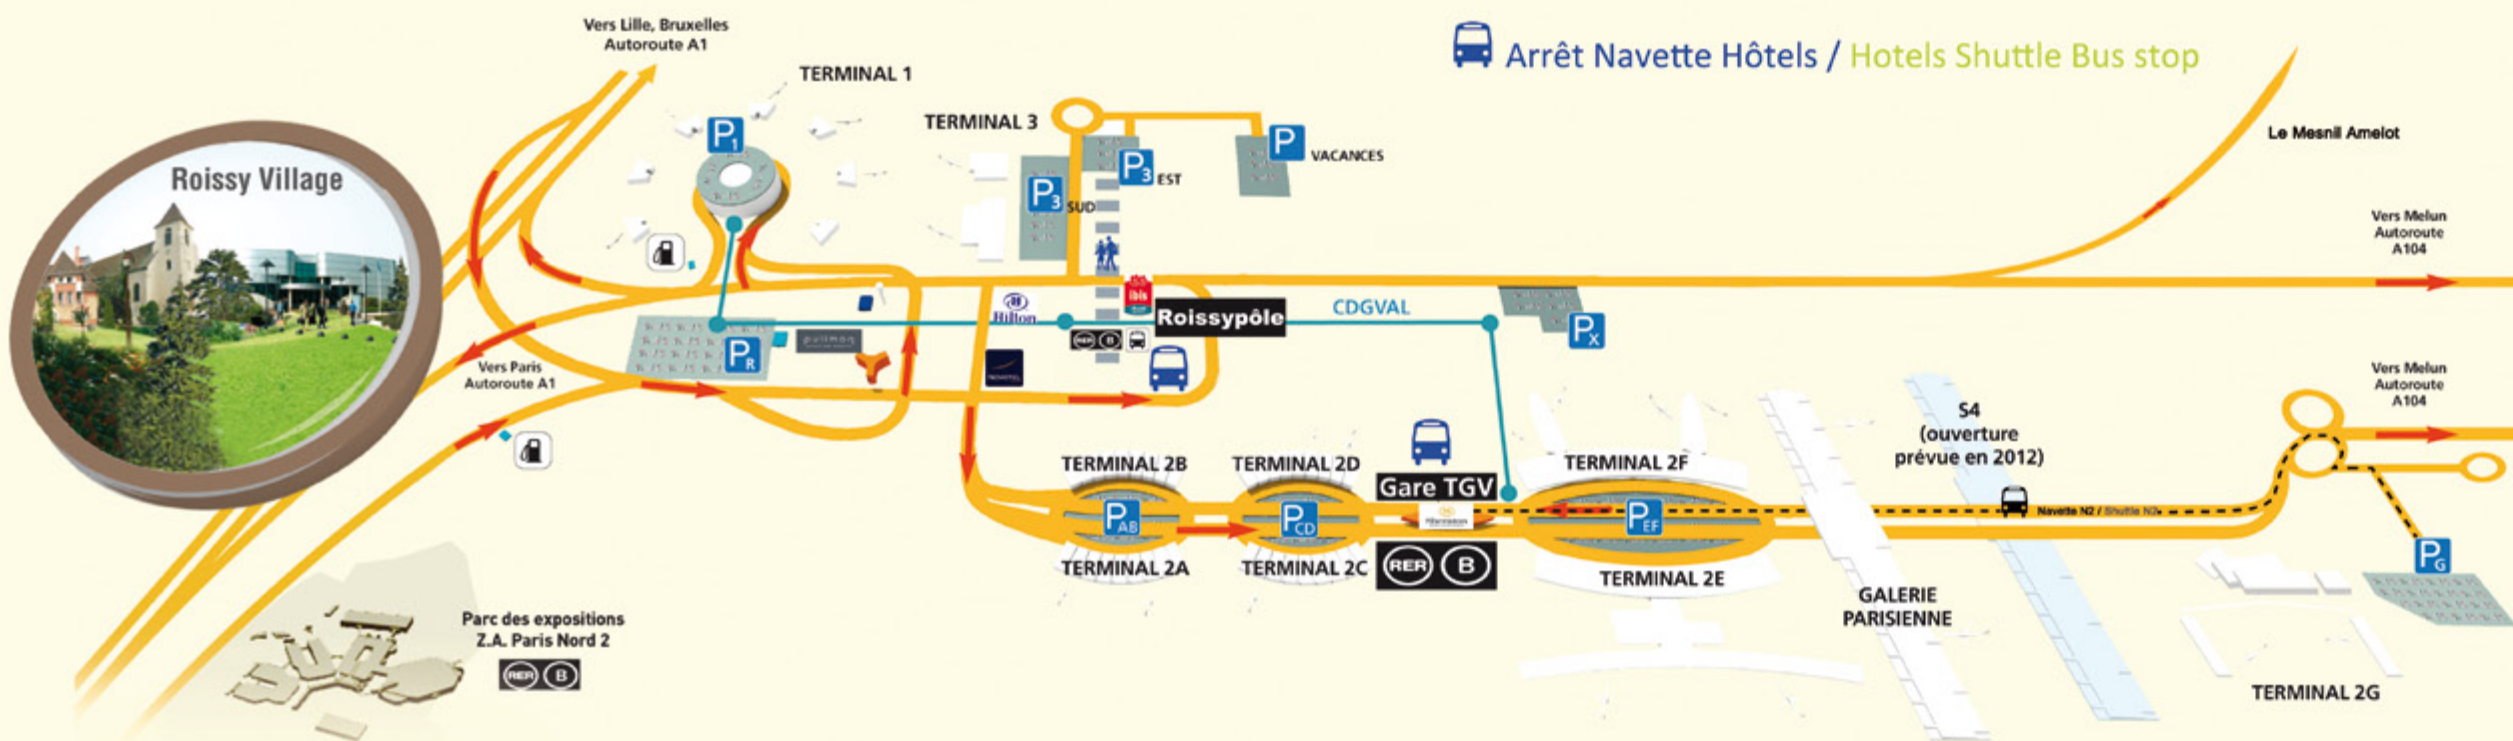 Vers Lille, Bruxelles
Autoroute A1
Arrêt Navette Hôtels / Hotels Shuttle Bus stop
TERMINAL 1
P1
TERMINAL 3
P3
EST
P
VACANCES
P3
SUD
Le Mesnil Amelot
Roissy Village
Vers Melun
Autoroute
A104
Hilton
ibis
Roissypôle
CDGVAL
RER B
PR
pullman
NOVOTEL
PX
Vers Paris
Autoroute A1
Vers Melun
Autoroute
A104
S4
(ouverture
prévue en 2012)
TERMINAL 2B
TERMINAL 2D
TERMINAL 2F
Gare TGV
PAB
PCD
Sheraton
PEF
Navette N2 / Shuttle N2
TERMINAL 2A
TERMINAL 2C
RER B
TERMINAL 2E
PG
GALERIE
PARISIENNE
Parc des expositions
Z.A. Paris Nord 2
RER B
TERMINAL 2G